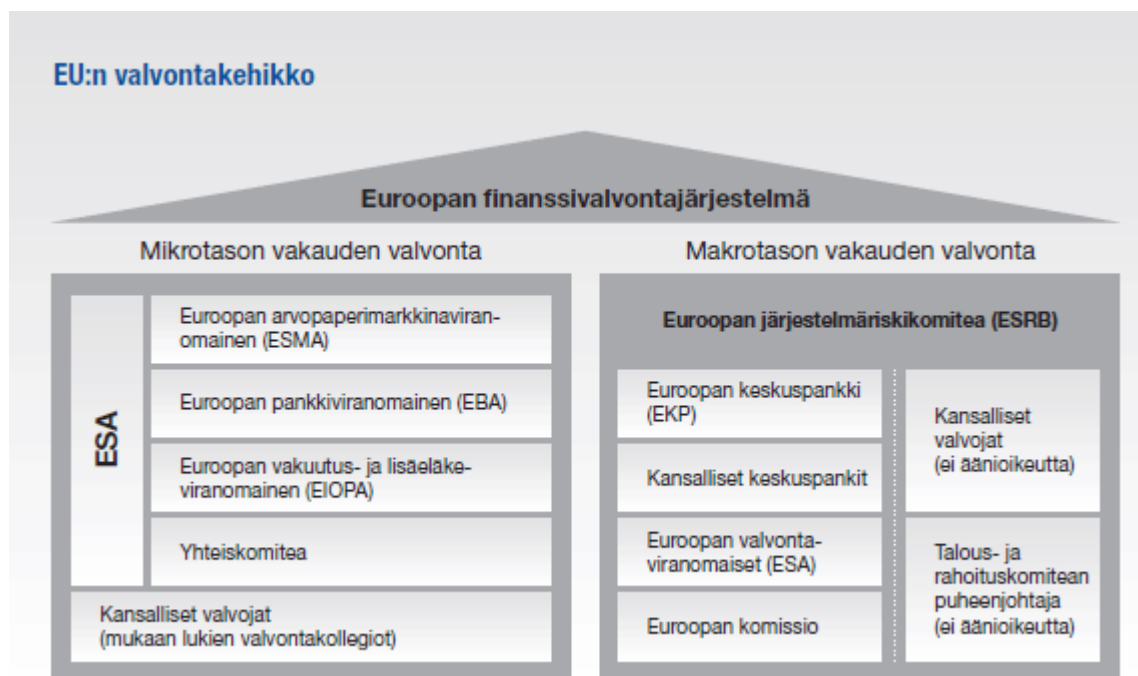 EU:n valvontakehikko
Euroopan finanssivalvontajärjestelmä
Mikrotason vakauden valvonta
ESA
Euroopan arvopaperimarkkinaviran-
omainen (ESMA)
Euroopan pankkiviranomainen (EBA)
Euroopan vakuutus- ja lisäeläke-
viranomainen (EIOPA)
Yhteiskomitea
Kansalliset valvojat
(mukaan lukien valvontakollegiot)
Makrotason vakauden valvonta
Euroopan järjestelmäriskikomitea (ESRB)
Euroopan keskuspankki
(EKP)
Kansalliset keskuspankit
Euroopan valvonta-
viranomaiset (ESA)
Euroopan komissio
Kansalliset
valvojat
(ei äänioikeutta)
Talous- ja
rahoituskomitean
puheenjohtaja
(ei äänioikeutta)